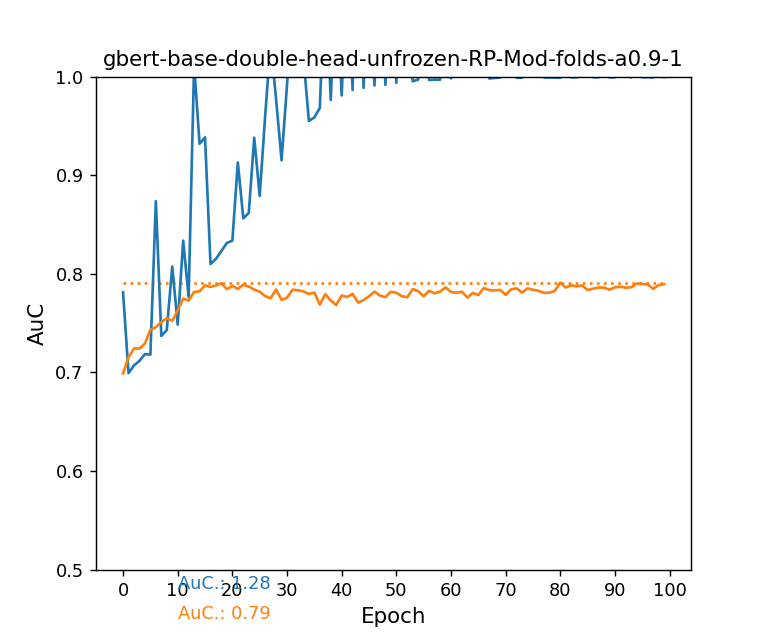 gbert-base-double-head-unfrozen-RP-Mod-folds-a0.9-1
1.0
0.9
0.8
0.7
0.6
0.5
AuC
0 10 20 30 40 50 60 70 80 90 100
AuC.: 1.28
AuC.: 0.79
Epoch